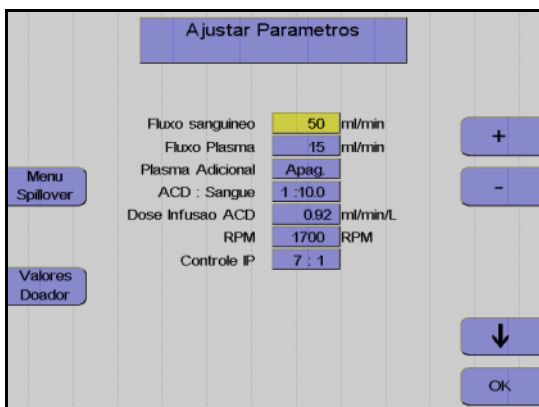 Ajustar Parametros
Fluxo sanguineo 50 ml/min
Fluxo Plasma 15 ml/min
Plasma Adicional Apag.
ACD : Sangue 1 :10.0
Dose Infusao ACD 0.92 ml/min/L
RPM 1700 RPM
Controle IP 7 : 1
Menu
Spillover
Valores
Doador
+
-
↓
OK